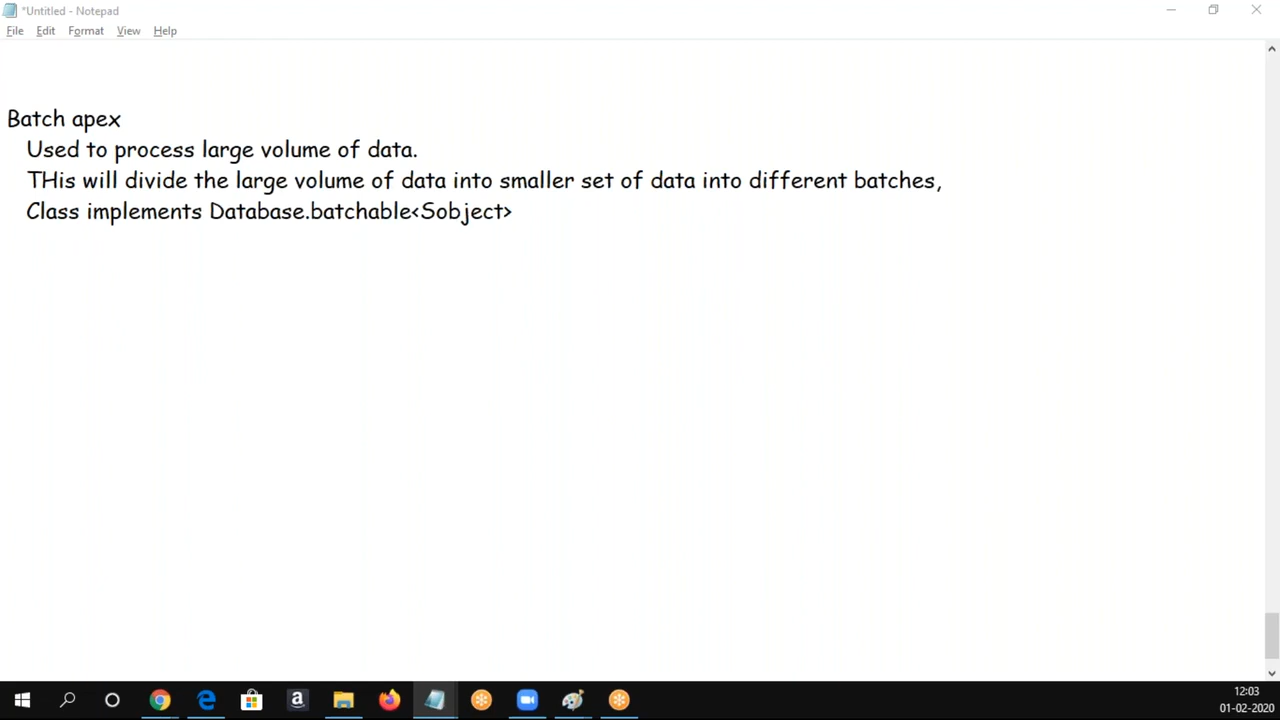 *Untitled - Notepad
File Edit Format View Help
Batch apex
Used to process large volume of data.
THis will divide the large volume of data into smaller set of data into different batches,
Class implements Database.batchable<Sobject>
12:03
01-02-2020